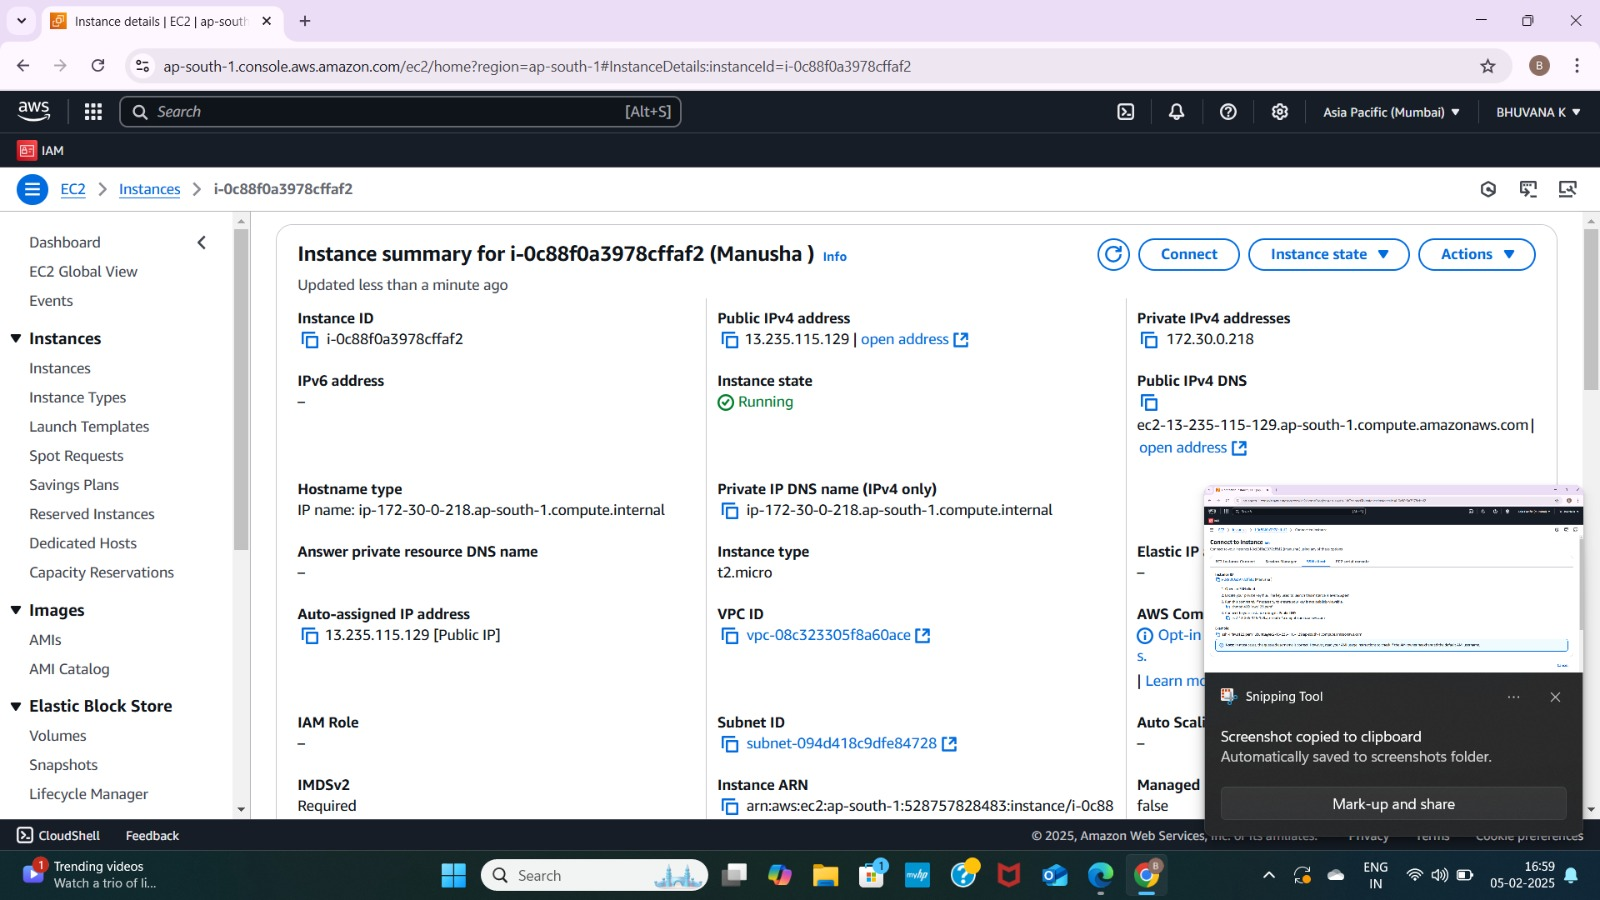 Instance details | EC2 | ap-south
ap-south-1.console.aws.amazon.com/ec2/home?region=ap-south-1#InstanceDetails:instanceId=i-0c88f0a3978cffaf2
B
aws
Search
[Alt+S]
Asia Pacific (Mumbai)
BHUVANA K
IAM
EC2
Instances
i-0c88f0a3978cffaf2
Dashboard
EC2 Global View
Events
Instances
Instances
Instance Types
Launch Templates
Spot Requests
Savings Plans
Reserved Instances
Dedicated Hosts
Capacity Reservations
Images
AMIs
AMI Catalog
Elastic Block Store
Volumes
Snapshots
Lifecycle Manager
Instance summary for i-0c88f0a3978cffaf2 (Manusha ) Info
Updated less than a minute ago
Connect
Instance state
Actions
Instance ID
i-0c88f0a3978cffaf2
Public IPv4 address
13.235.115.129 | open address
Private IPv4 addresses
172.30.0.218
IPv6 address
–
Instance state
Running
Public IPv4 DNS
ec2-13-235-115-129.ap-south-1.compute.amazonaws.com |
open address
Hostname type
IP name: ip-172-30-0-218.ap-south-1.compute.internal
Private IP DNS name (IPv4 only)
ip-172-30-0-218.ap-south-1.compute.internal
Answer private resource DNS name
–
Instance type
t2.micro
Elastic IP
–
Auto-assigned IP address
13.235.115.129 [Public IP]
VPC ID
vpc-08c323305f8a60ace
AWS Com
Opt-in
s.
| Learn mo
IAM Role
–
Subnet ID
subnet-094d418c9dfe84728
Auto Scali
–
IMDSv2
Required
Instance ARN
arn:aws:ec2:ap-south-1:528757828483:instance/i-0c88
Managed
false
Connect to instance
Snipping Tool
Screenshot copied to clipboard
Automatically saved to screenshots folder.
Mark-up and share
CloudShell
Feedback
© 2025, Amazon Web Services, Inc. or its affiliates.
Privacy
Terms
Cookie preferences
1
Trending videos
Watch a trio of li...
Search
1
myhp
B
ENG
IN
16:59
05-02-2025